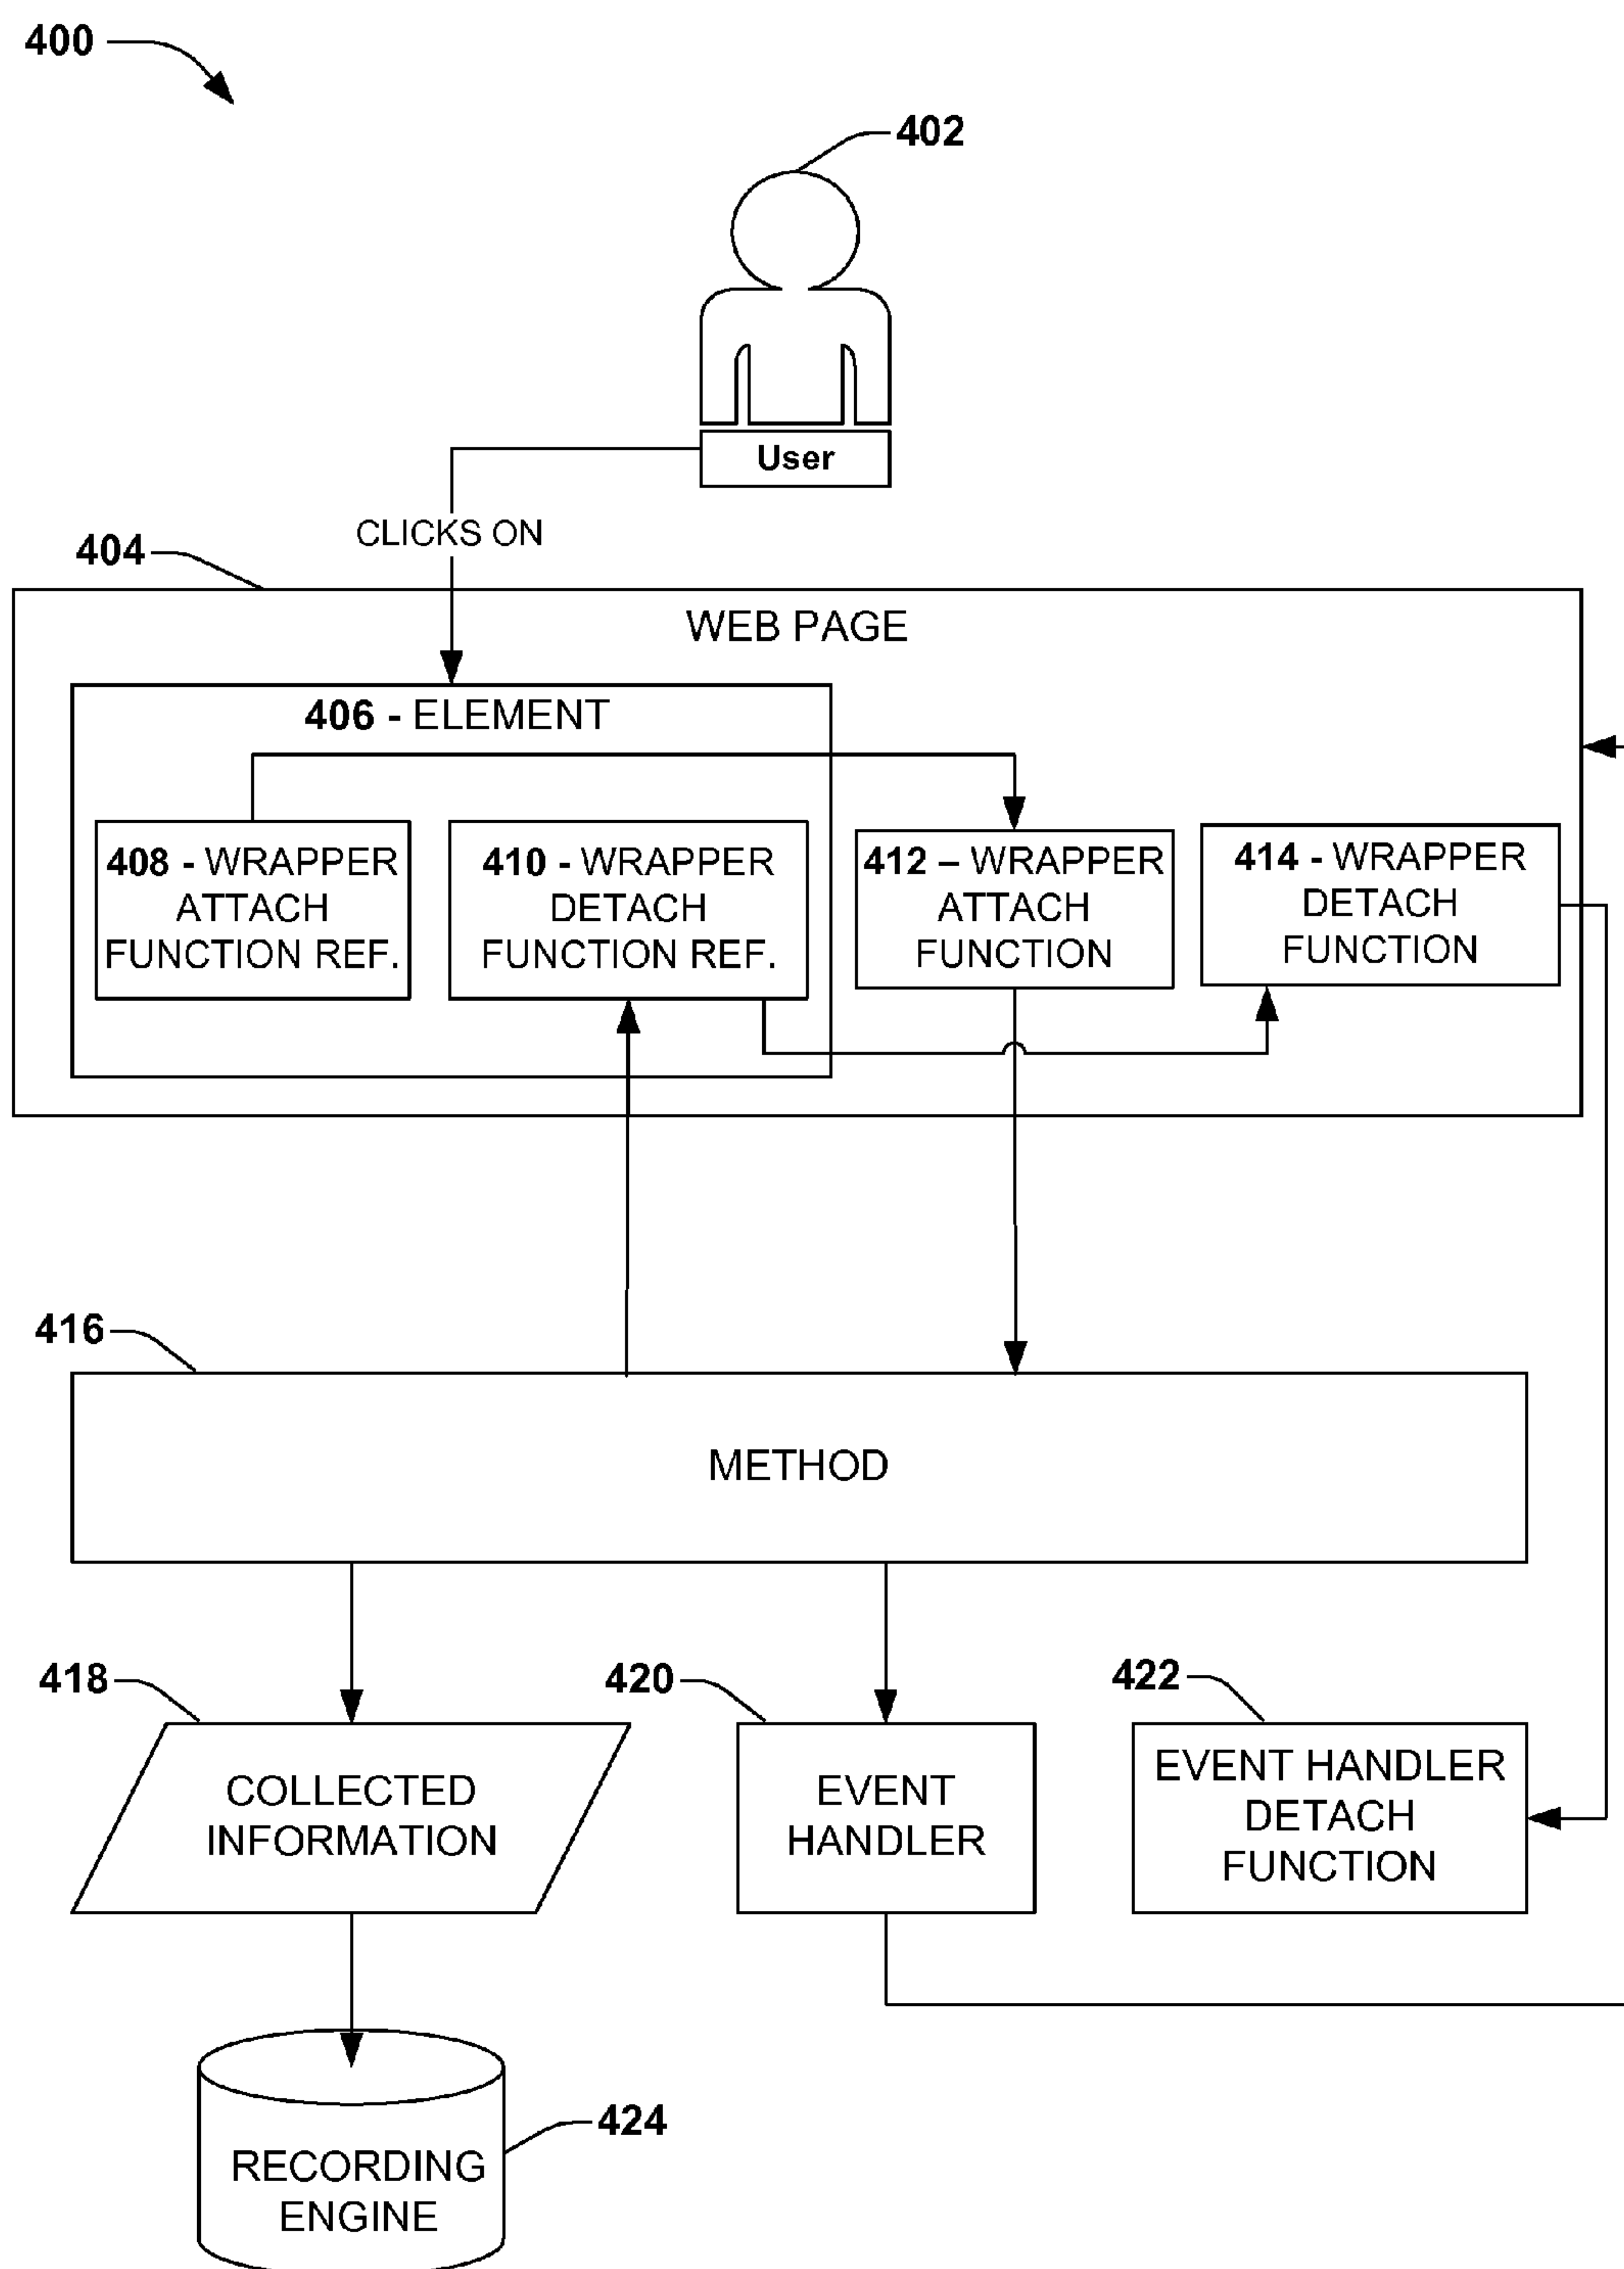 400
402
User
CLICKS ON
404
WEB PAGE
406 - ELEMENT
408 - WRAPPER
ATTACH
FUNCTION REF.
410 - WRAPPER
DETACH
FUNCTION REF.
412 – WRAPPER
ATTACH
FUNCTION
414 - WRAPPER
DETACH
FUNCTION
416
METHOD
418
COLLECTED
INFORMATION
420
EVENT
HANDLER
422
EVENT HANDLER
DETACH
FUNCTION
424
RECORDING
ENGINE